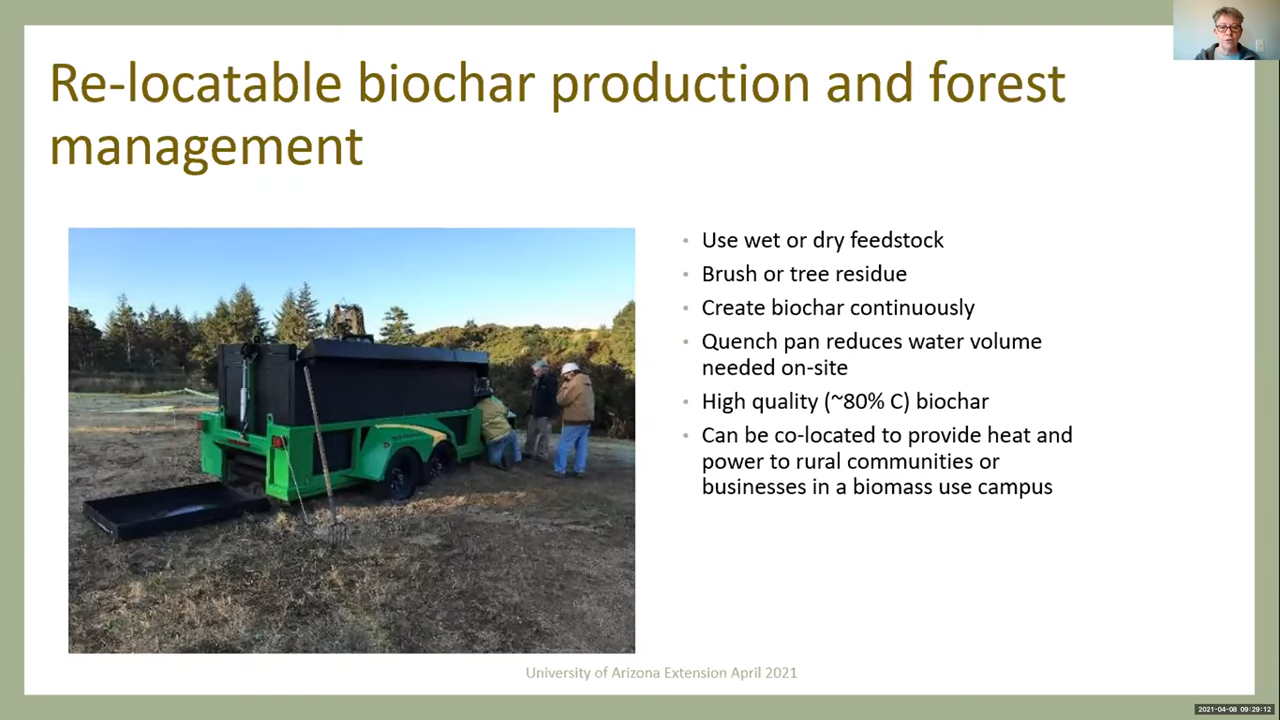 Re-locatable biochar production and forest
management
• Use wet or dry feedstock
• Brush or tree residue
• Create biochar continuously
• Quench pan reduces water volume
needed on-site
• High quality (~80% C) biochar
• Can be co-located to provide heat and
power to rural communities or
businesses in a biomass use campus
University of Arizona Extension April 2021
2021-04-08 09:29:12